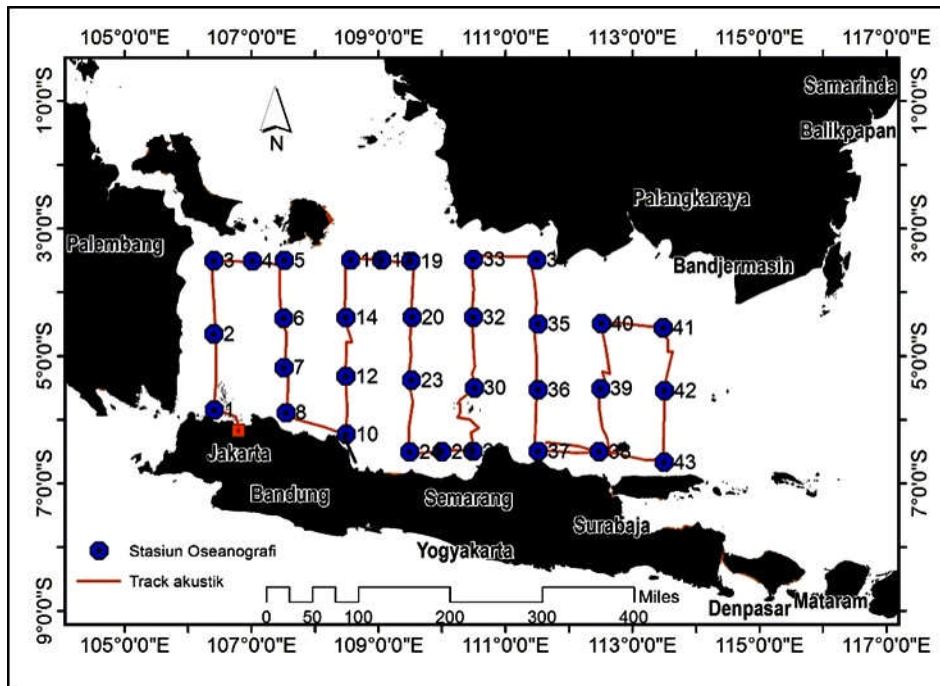 105°0'0"E 107°0'0"E 109°0'0"E 111°0'0"E 113°0'0"E 115°0'0"E 117°0'0"E
1°0'0"S 1°0'0"S
Samarinda
Balikpapan
N
Palangkaraya
3°0'0"S 3°0'0"S
Palembang
Bandjermasin
3 4 5 19 33
14 20 32 35 40 41
2 6
7 12 23 30 36 39 42
5°0'0"S 5°0'0"S
1 8 10
37 38 43
Jakarta
7°0'0"S 7°0'0"S
Bandung
Semarang
Surabaja
Stasiun Oseanografi
Yogyakarta
Track akustik
Miles
0 50 100 200 300 400
Denpasar
Mataram
9°0'0"S 9°0'0"S
105°0'0"E 107°0'0"E 109°0'0"E 111°0'0"E 113°0'0"E 115°0'0"E 117°0'0"E